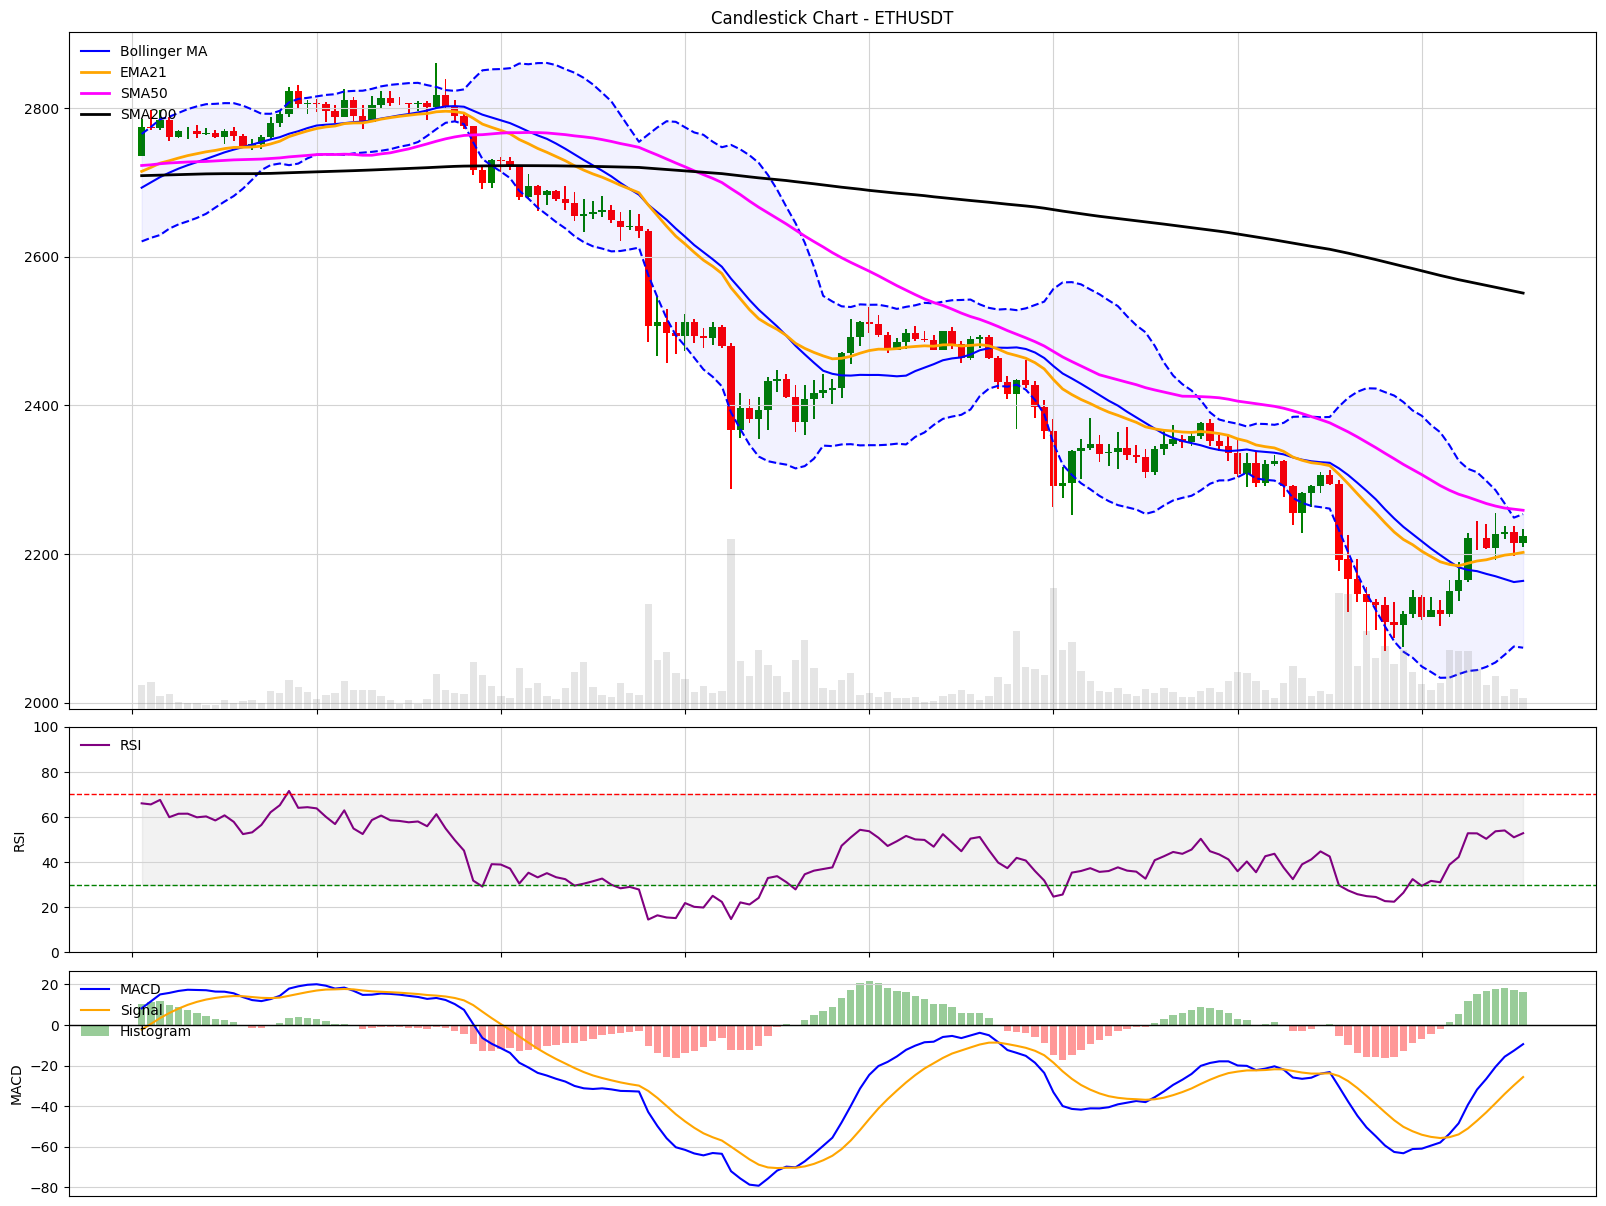 Candlestick Chart - ETHUSDT
Bollinger MA
EMA21
SMA50
SMA200
2800
2600
2400
2200
2000
RSI
100
80
60
40
20
0
RSI
MACD
Signal
Histogram
20
0
−20
−40
−60
−80
MACD